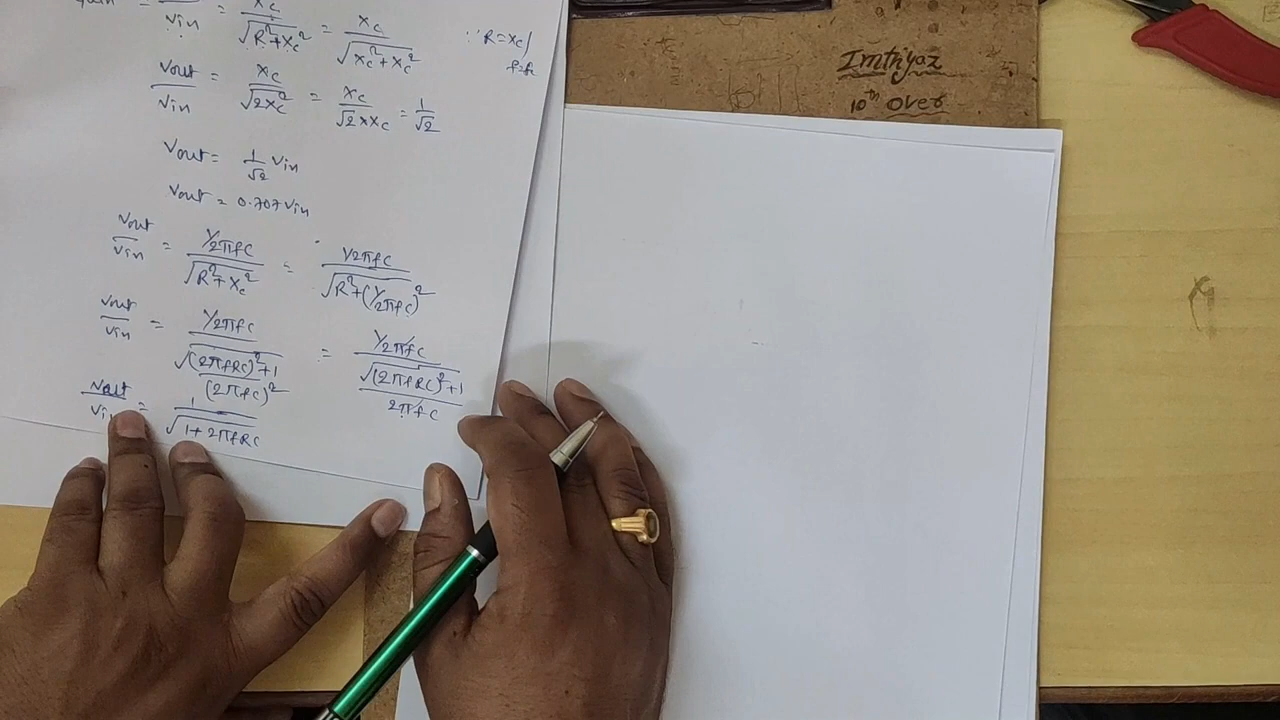 gain = Vout/Vin = Xc/√(R²+Xc²) = Xc/√(Xc²+Xc²) ∵ R=Xc/f=fc
Vout/Vin = Xc/√(2Xc²) = Xc/(√2×Xc) = 1/√2
Vout = 1/√2 Vin
Vout = 0.707Vin
Vout/Vin = (1/2πfC)/√(R²+Xc²) = (1/2πfC)/√(R²+(1/2πfC)²)
Vout/Vin = (1/2πfC)/√(((2πfRC)²+1)/(2πfC)²) = (1/2πfC)/(√((2πfRC)²+1)/2πfC)
Vout/Vin = 1/√(1+2πfRC)
Imtiyaz
10th Over